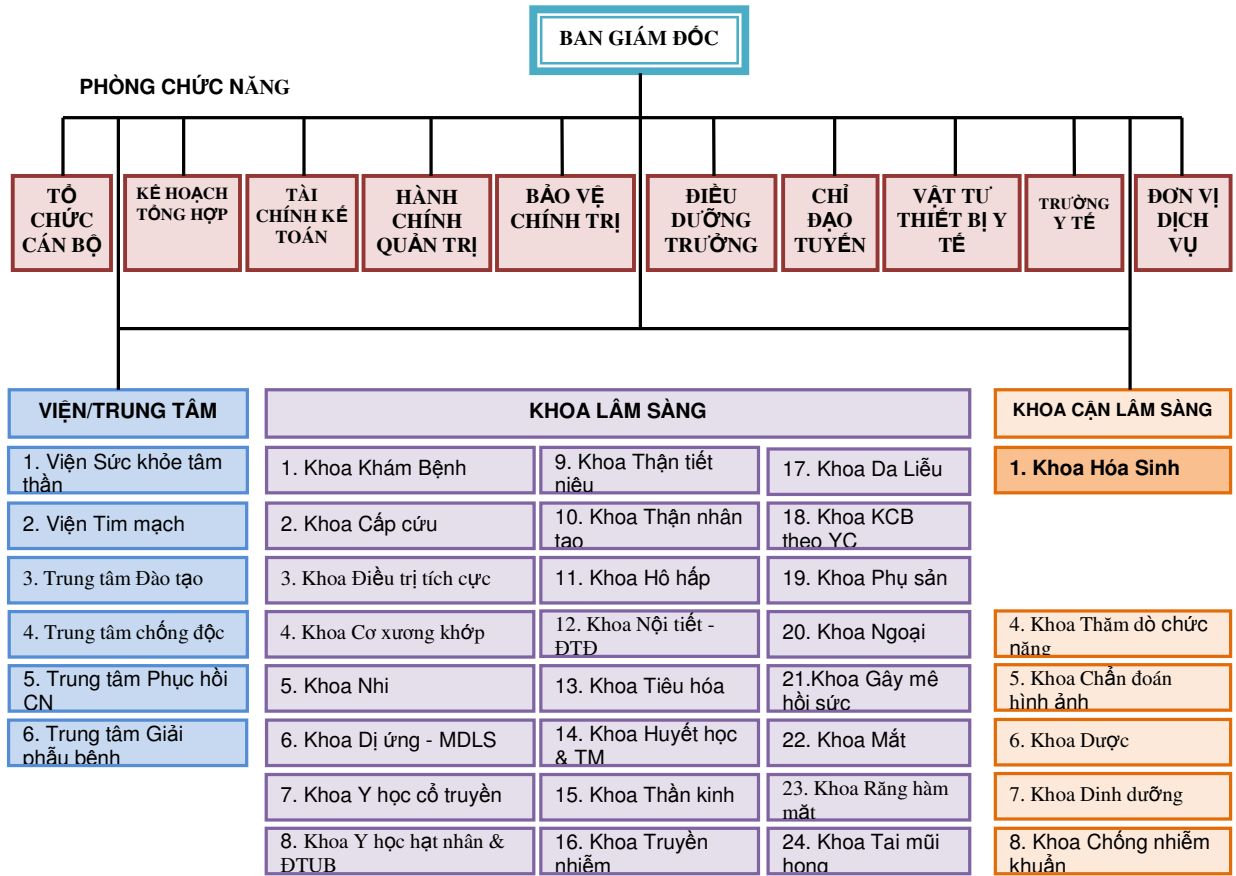 BAN GIÁM ĐỐC
PHÒNG CHỨC NĂNG
TỔ
CHỨC
CÁN BỘ
KẾ HOẠCH
TỔNG HỢP
TÀI
CHÍNH KẾ
TOÁN
HÀNH
CHÍNH
QUẢN TRỊ
BẢO VỆ
CHÍNH TRỊ
ĐIỀU
DƯỠNG
TRƯỞNG
CHỈ
ĐẠO
TUYẾN
VẬT TƯ
THIẾT BỊ Y
TẾ
TRƯỜNG
Y TẾ
ĐƠN VỊ
DỊCH
VỤ
VIỆN/TRUNG TÂM
1. Viện Sức khỏe tâm
thần
2. Viện Tim mạch
3. Trung tâm Đào tạo
4. Trung tâm chống độc
5. Trung tâm Phục hồi
CN
6. Trung tâm Giải
phẫu bệnh
KHOA LÂM SÀNG
1. Khoa Khám Bệnh
2. Khoa Cấp cứu
3. Khoa Điều trị tích cực
4. Khoa Cơ xương khớp
5. Khoa Nhi
6. Khoa Dị ứng - MDLS
7. Khoa Y học cổ truyền
8. Khoa Y học hạt nhân &
ĐTUB
9. Khoa Thận tiết
niệu
10. Khoa Thận nhân
tạo
11. Khoa Hô hấp
12. Khoa Nội tiết -
ĐTĐ
13. Khoa Tiêu hóa
14. Khoa Huyết học
& TM
15. Khoa Thần kinh
16. Khoa Truyền
nhiễm
17. Khoa Da Liễu
18. Khoa KCB
theo YC
19. Khoa Phụ sản
20. Khoa Ngoại
21.Khoa Gây mê
hồi sức
22. Khoa Mắt
23. Khoa Răng hàm
mặt
24. Khoa Tai mũi
họng
KHOA CẬN LÂM SÀNG
1. Khoa Hóa Sinh
4. Khoa Thăm dò chức
năng
5. Khoa Chẩn đoán
hình ảnh
6. Khoa Dược
7. Khoa Dinh dưỡng
8. Khoa Chống nhiễm
khuẩn